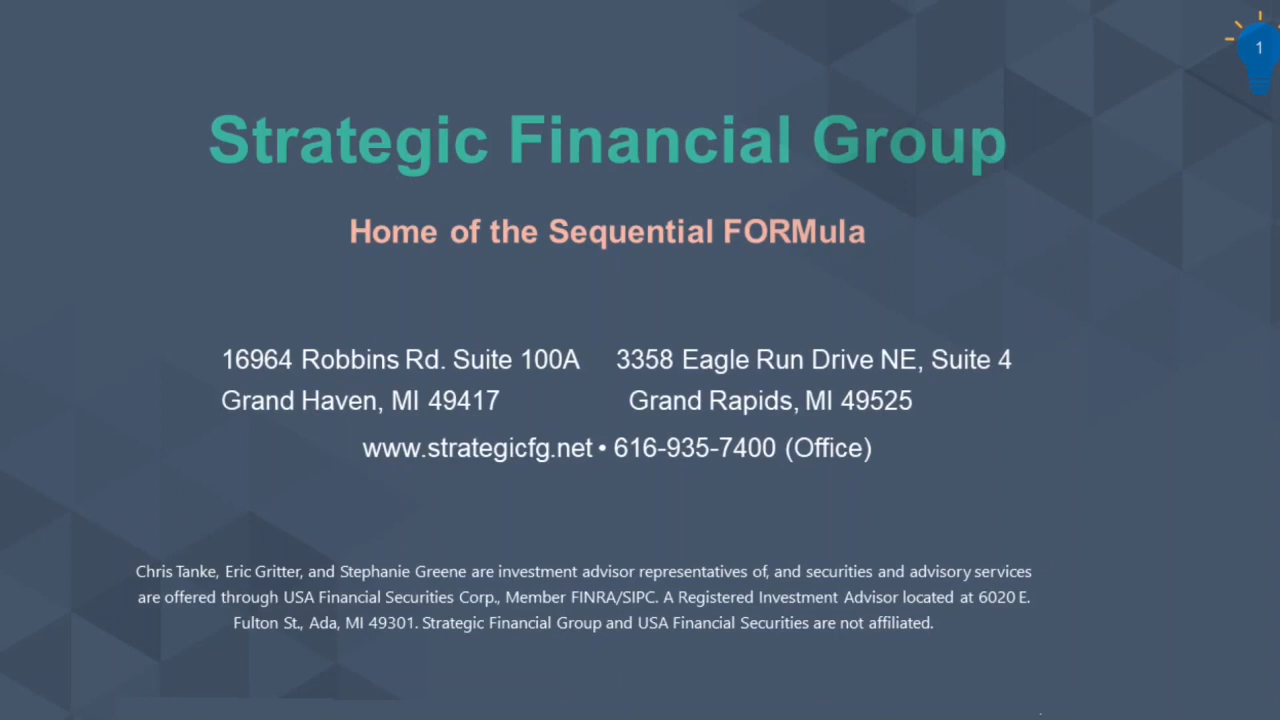 1
Strategic Financial Group
Home of the Sequential FORMula
16964 Robbins Rd. Suite 100A 3358 Eagle Run Drive NE, Suite 4
Grand Haven, MI 49417 Grand Rapids, MI 49525
www.strategicfg.net • 616-935-7400 (Office)
Chris Tanke, Eric Gritter, and Stephanie Greene are investment advisor representatives of, and securities and advisory services
are offered through USA Financial Securities Corp., Member FINRA/SIPC. A Registered Investment Advisor located at 6020 E.
Fulton St., Ada, MI 49301. Strategic Financial Group and USA Financial Securities are not affiliated.